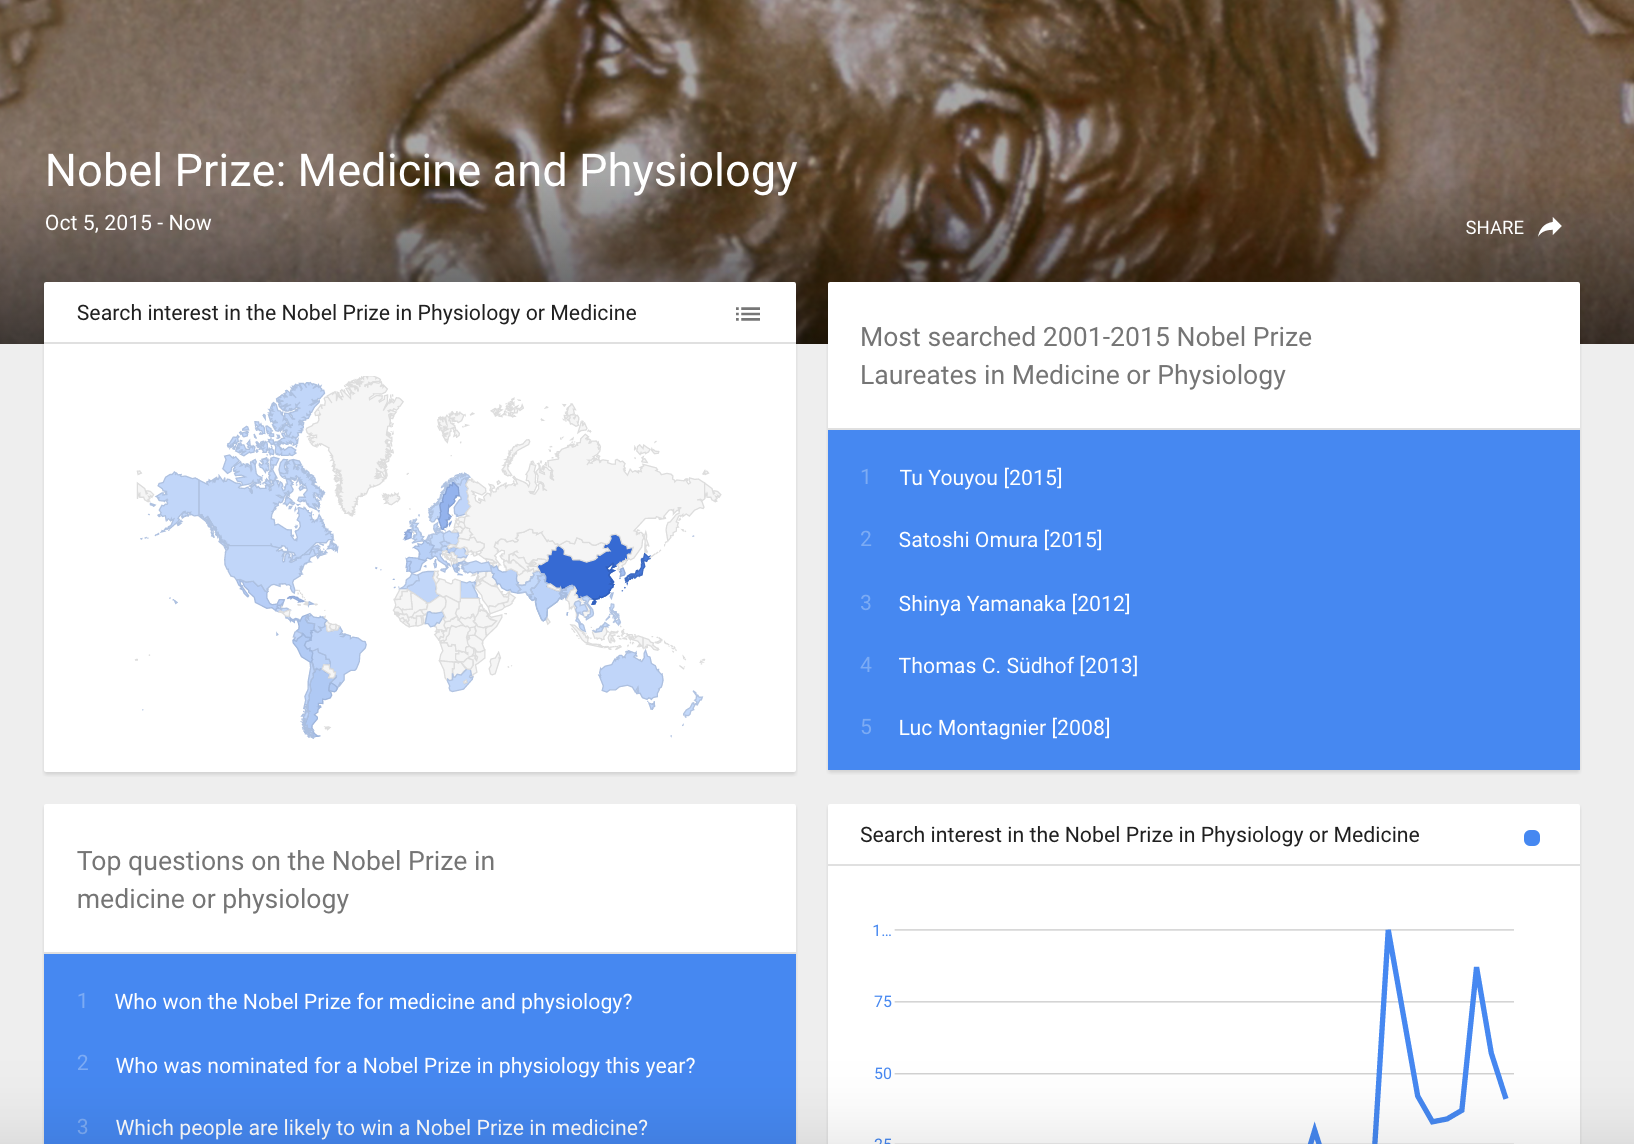 Nobel Prize: Medicine and Physiology
Oct 5, 2015 - Now
SHARE
Search interest in the Nobel Prize in Physiology or Medicine
Most searched 2001-2015 Nobel Prize
Laureates in Medicine or Physiology
1 Tu Youyou [2015]
2 Satoshi Omura [2015]
3 Shinya Yamanaka [2012]
4 Thomas C. Südhof [2013]
5 Luc Montagnier [2008]
Top questions on the Nobel Prize in
medicine or physiology
1 Who won the Nobel Prize for medicine and physiology?
2 Who was nominated for a Nobel Prize in physiology this year?
3 Which people are likely to win a Nobel Prize in medicine?
Search interest in the Nobel Prize in Physiology or Medicine
1...
75
50
25